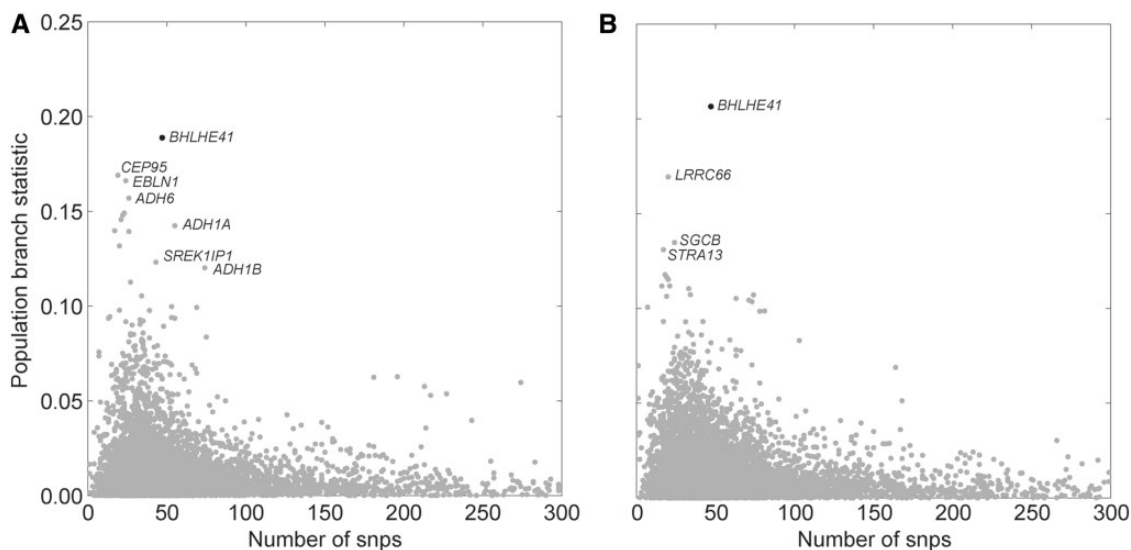 A
B
0.25
0.20
0.15
0.10
0.05
0.00
Population branch statistic
BHLHE41
CEP95
EBLN1
ADH6
ADH1A
SREK1IP1
ADH1B
0 50 100 150 200 250 300
Number of snps
BHLHE41
LRRC66
SGCB
STRA13
0 50 100 150 200 250 300
Number of snps